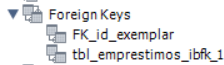 Foreign Keys
FK_id_exemplar
tbl_emprestimos_ibfk_1